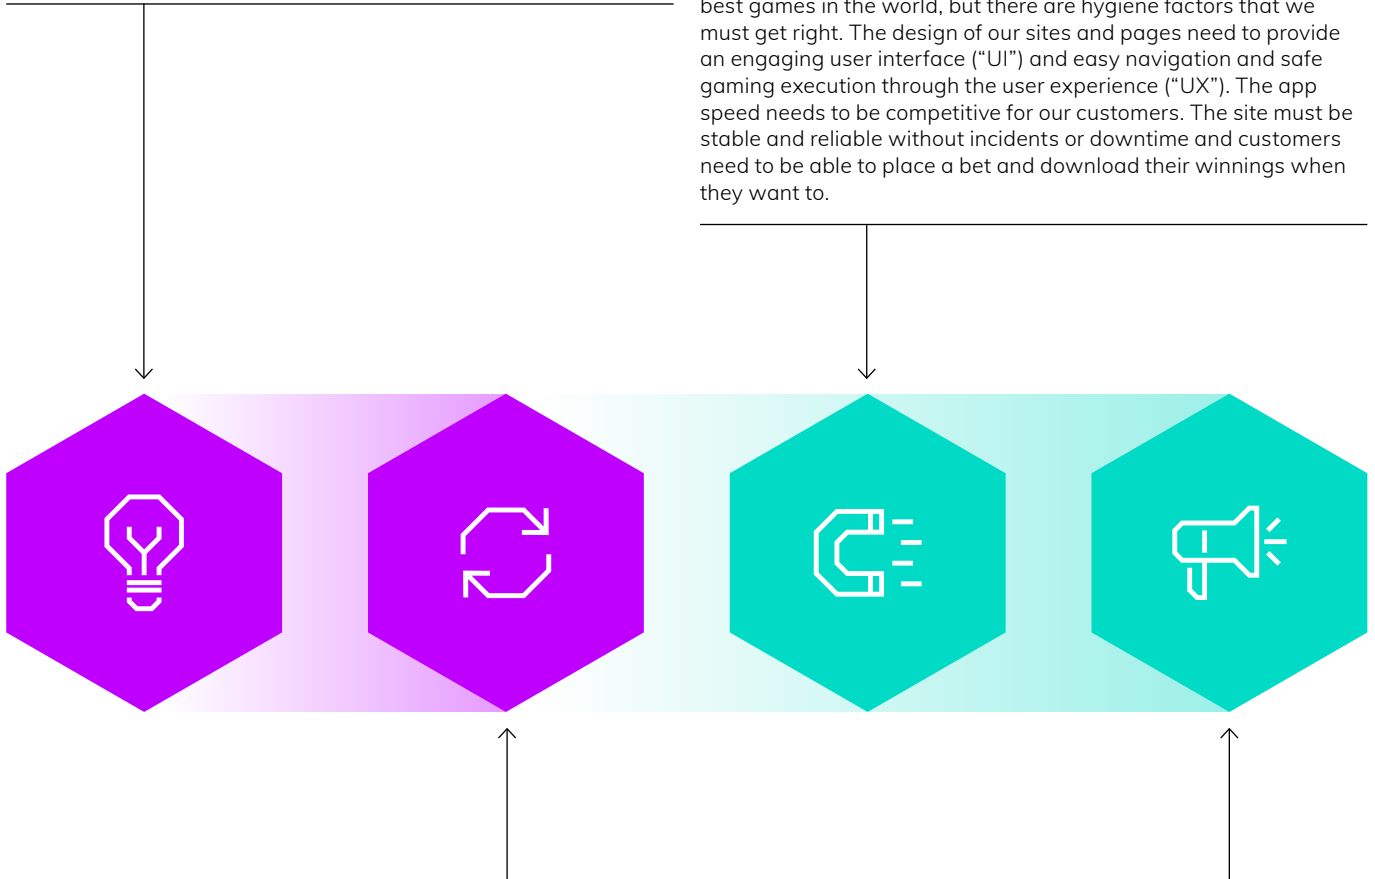 best games in the world, but there are hygiene factors that we
must get right. The design of our sites and pages need to provide
an engaging user interface (“UI”) and easy navigation and safe
gaming execution through the user experience (“UX”). The app
speed needs to be competitive for our customers. The site must be
stable and reliable without incidents or downtime and customers
need to be able to place a bet and download their winnings when
they want to.